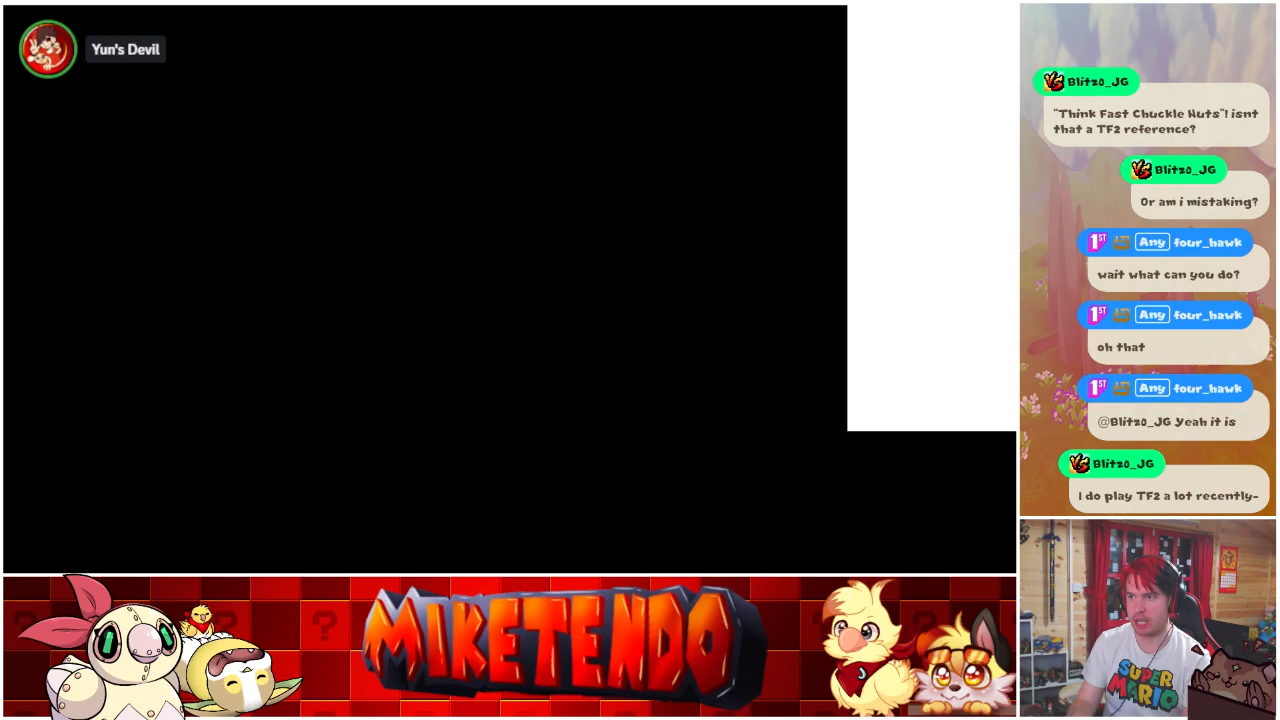 Yun's Devil
Blitzo_JG
"Think Fast Chuckle Nuts"! isnt
that a TF2 reference?
Blitzo_JG
Or am i mistaking?
1ST Any four_hawk
wait what can you do?
1ST Any four_hawk
oh that
1ST Any four_hawk
@Blitzo_JG Yeah it is
Blitzo_JG
I do play TF2 a lot recently-
MIKETENDO
SUPER
MARIO